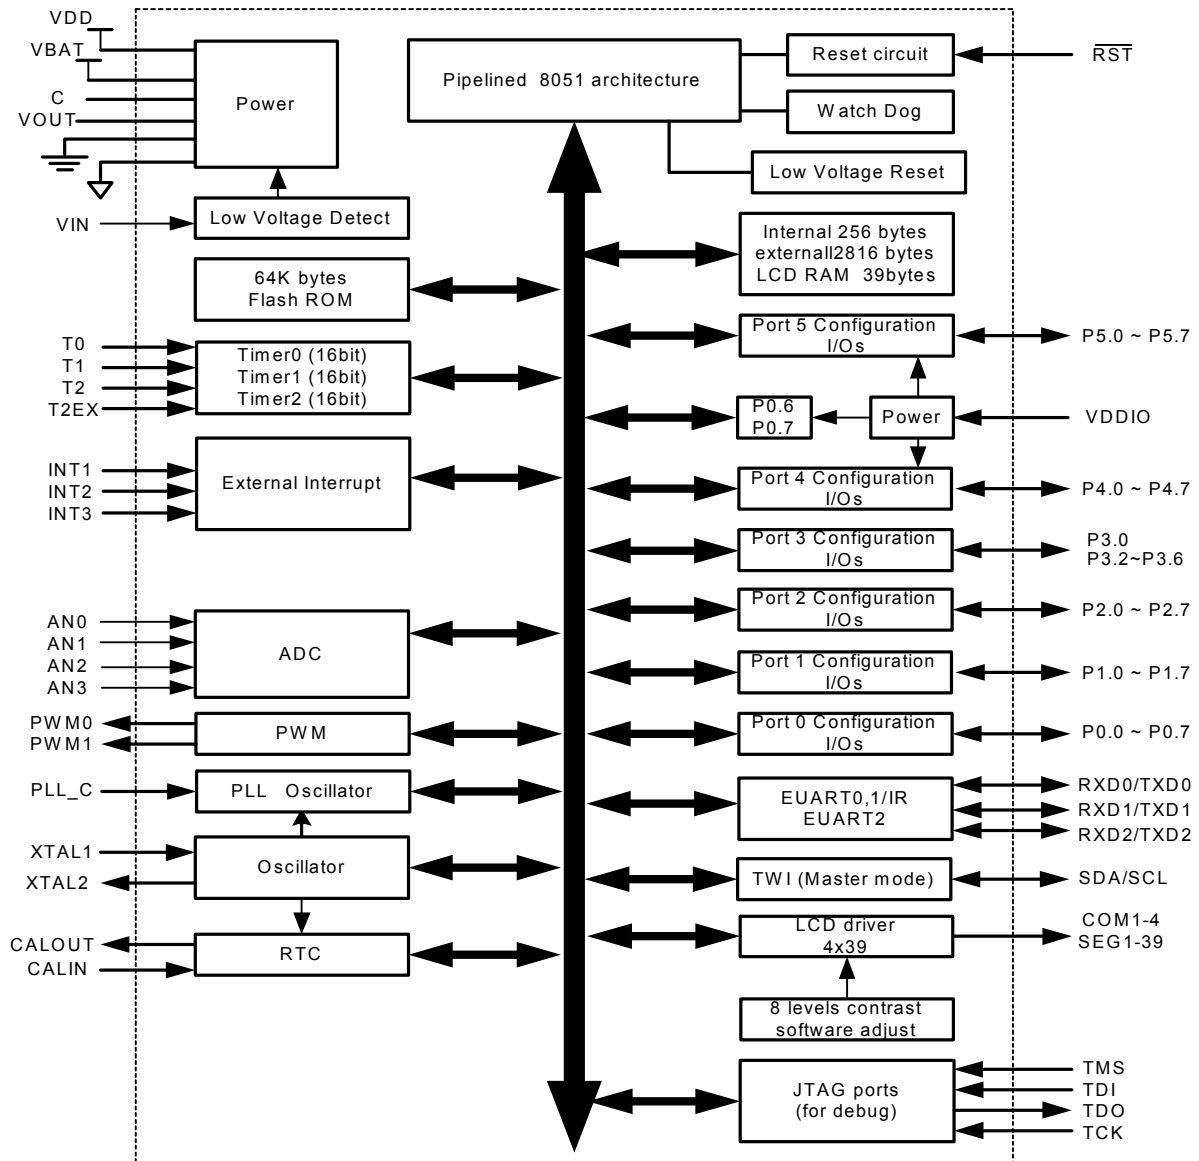 VDD
VBAT
C
VOUT
Power
VIN
Low Voltage Detect
64K bytes
Flash ROM
T0
T1
T2
T2EX
Timer0 (16bit)
Timer1 (16bit)
Timer2 (16bit)
INT1
INT2
INT3
External Interrupt
AN0
AN1
AN2
AN3
ADC
PWM0
PWM1
PWM
PLL_C
PLL Oscillator
XTAL1
XTAL2
Oscillator
CALOUT
CALIN
RTC
Pipelined 8051 architecture
Reset circuit
RST
Watch Dog
Low Voltage Reset
Internal 256 bytes
externall2816 bytes
LCD RAM 39bytes
Port 5 Configuration
I/Os
P5.0 ~ P5.7
P0.6
P0.7
Power
VDDIO
Port 4 Configuration
I/Os
P4.0 ~ P4.7
Port 3 Configuration
I/Os
P3.0
P3.2~P3.6
Port 2 Configuration
I/Os
P2.0 ~ P2.7
Port 1 Configuration
I/Os
P1.0 ~ P1.7
Port 0 Configuration
I/Os
P0.0 ~ P0.7
EUART0,1/IR
EUART2
RXD0/TXD0
RXD1/TXD1
RXD2/TXD2
TWI (Master mode)
SDA/SCL
LCD driver
4x39
COM1-4
SEG1-39
8 levels contrast
software adjust
JTAG ports
(for debug)
TMS
TDI
TDO
TCK